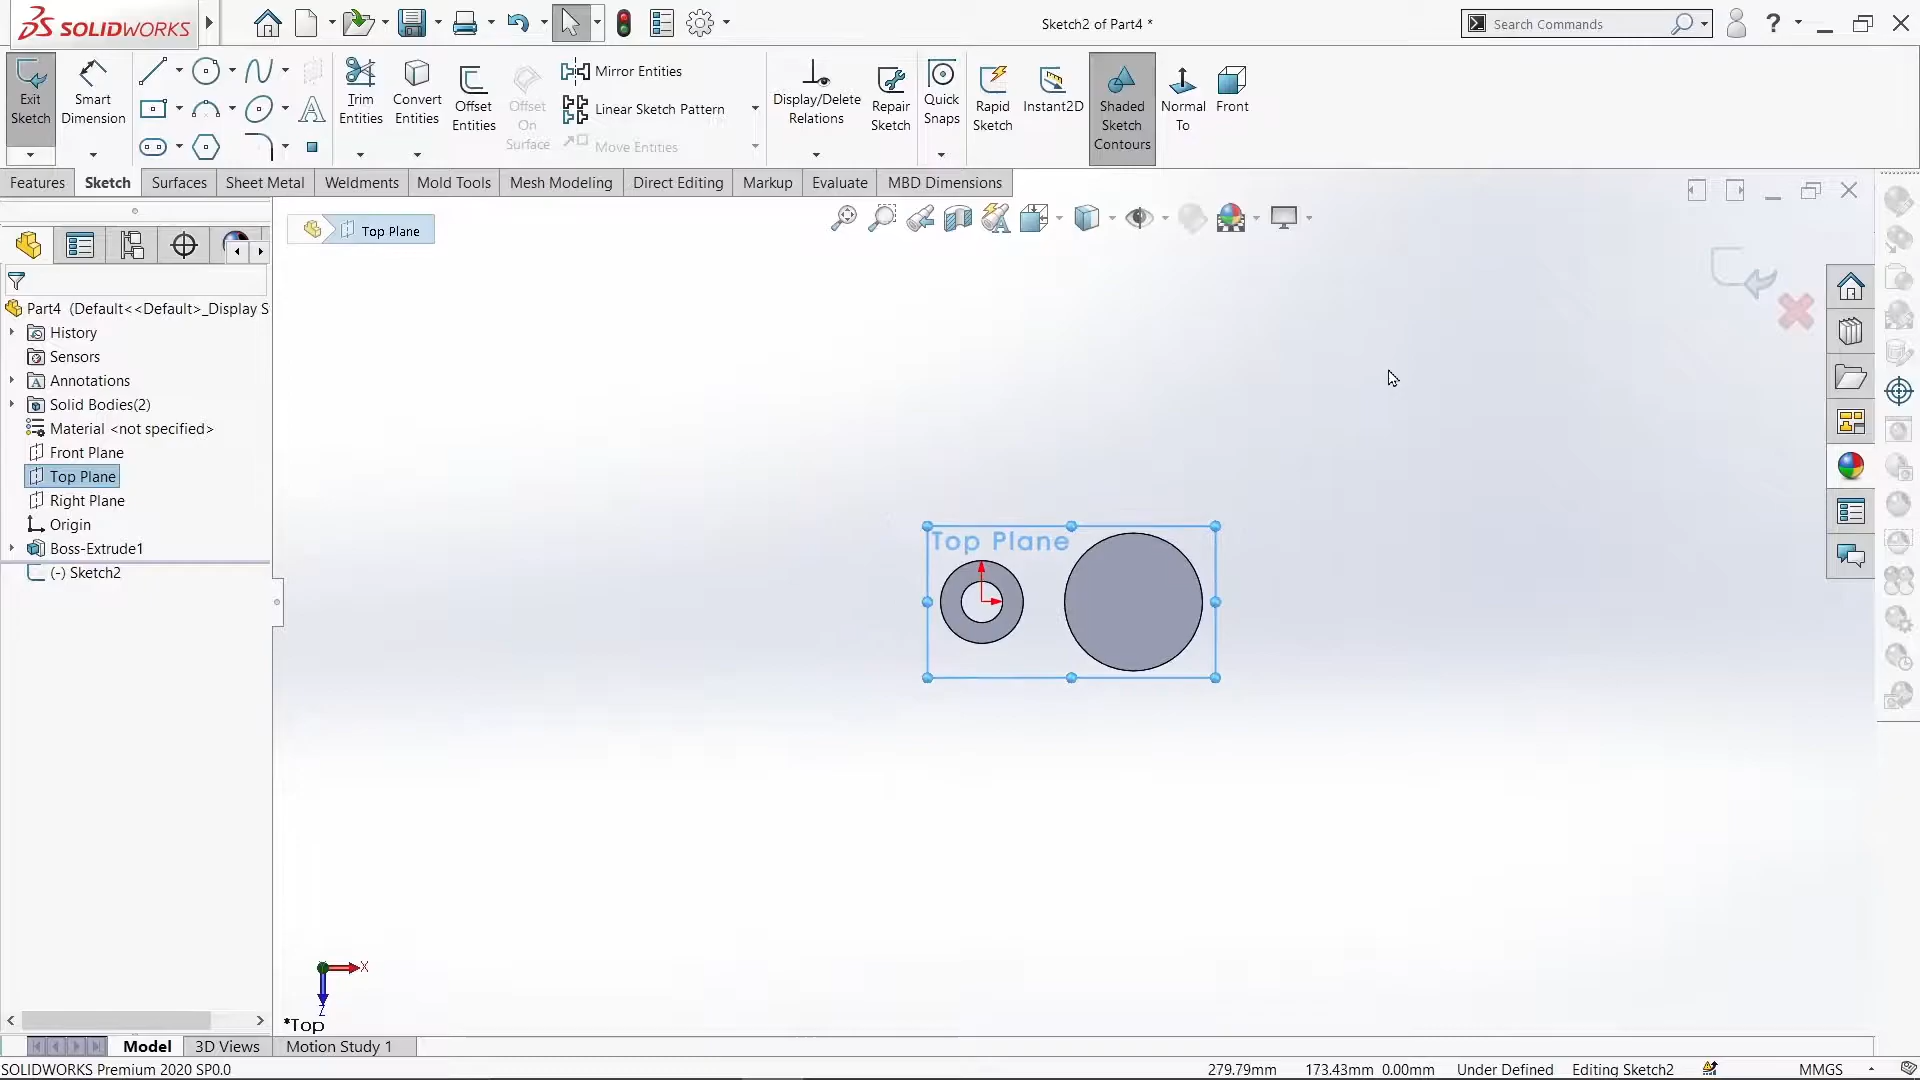 SOLIDWORKS
Sketch2 of Part4 *
Search Commands
?
Exit Sketch
Smart Dimension
Trim Entities
Convert Entities
Offset Entities
Offset On Surface
Mirror Entities
Linear Sketch Pattern
Move Entities
Display/Delete Relations
Repair Sketch
Quick Snaps
Rapid Sketch
Instant2D
Shaded Sketch Contours
Normal To
Front
Features
Sketch
Surfaces
Sheet Metal
Weldments
Mold Tools
Mesh Modeling
Direct Editing
Markup
Evaluate
MBD Dimensions
Top Plane
Part4 (Default<<Default>_Display S
History
Sensors
Annotations
Solid Bodies(2)
Material <not specified>
Front Plane
Top Plane
Right Plane
Origin
Boss-Extrude1
(-) Sketch2
Top Plane
X
Z
*Top
Model
3D Views
Motion Study 1
SOLIDWORKS Premium 2020 SP0.0
279.79mm
173.43mm 0.00mm
Under Defined
Editing Sketch2
MMGS